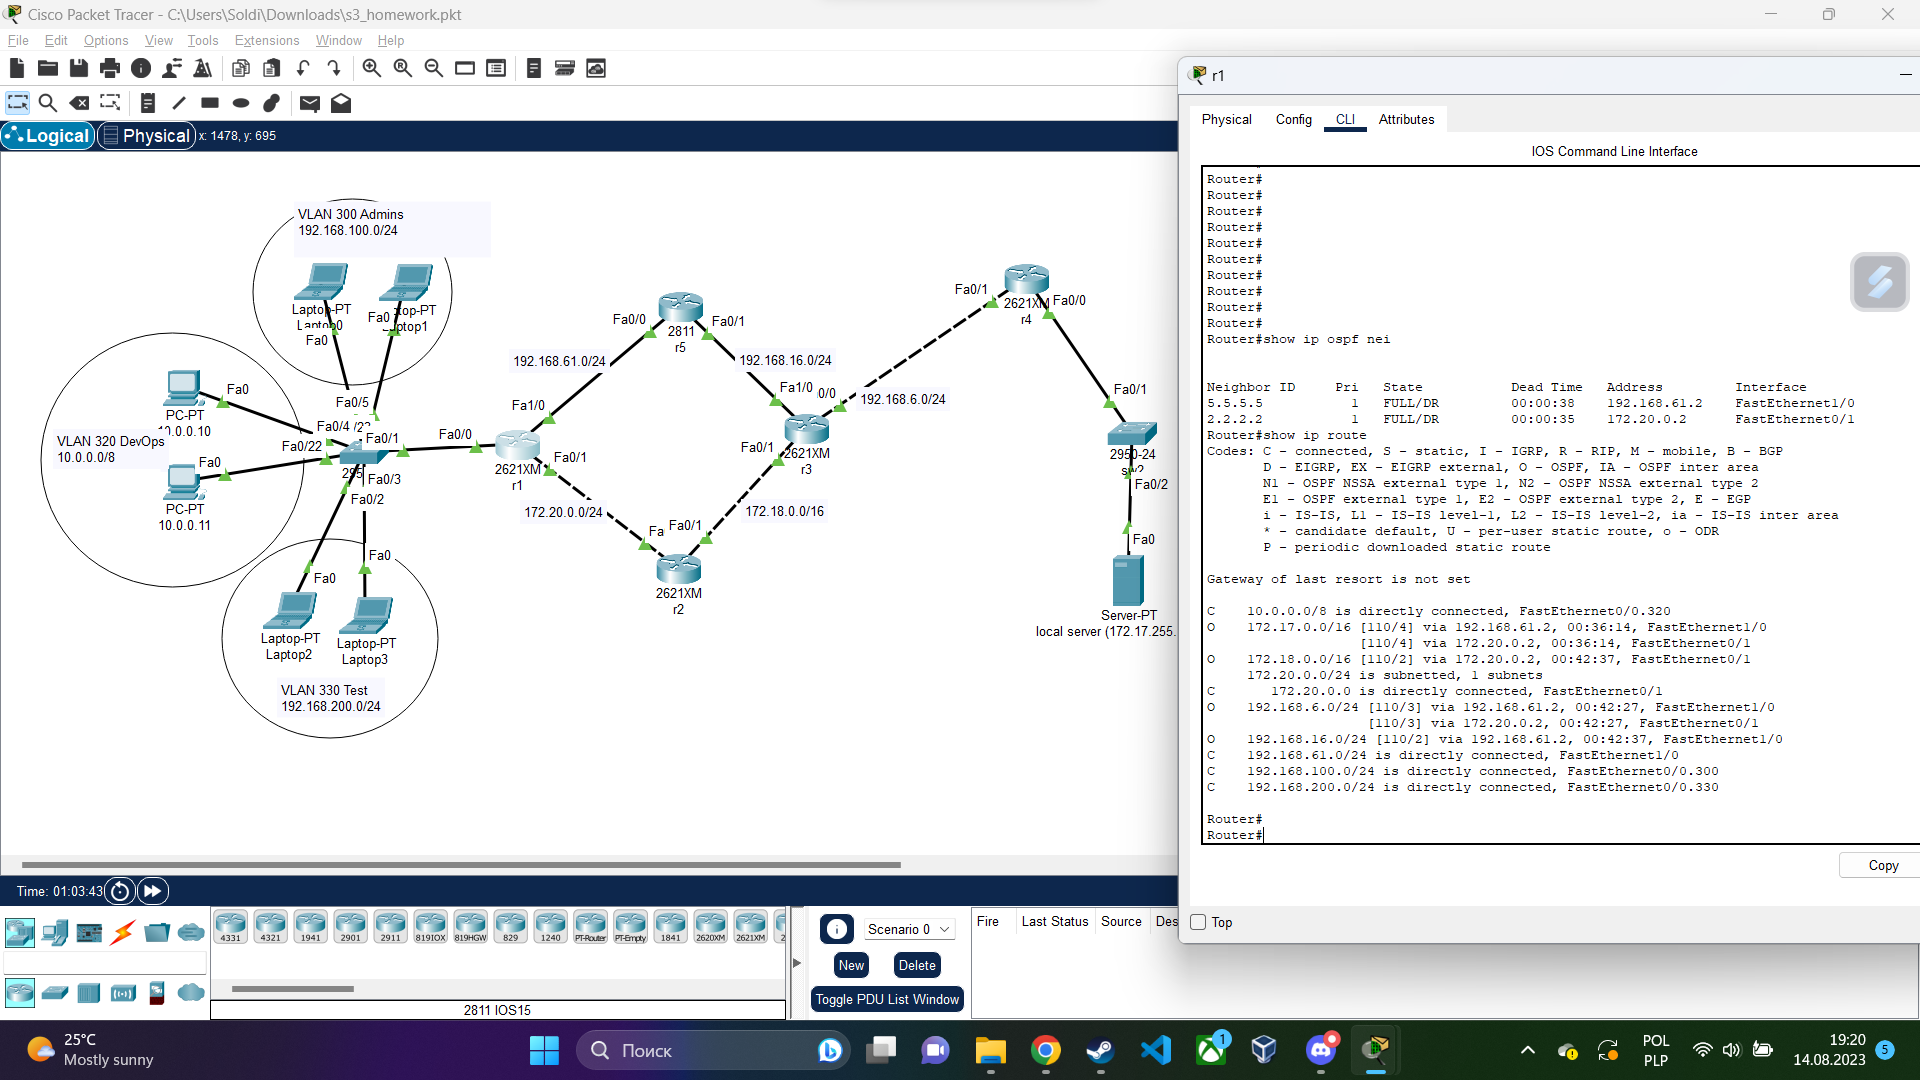 Cisco Packet Tracer - C:\Users\Soldi\Downloads\s3_homework.pkt
File Edit Options View Tools Extensions Window Help
Logical Physical x: 1478, y: 695
VLAN 300 Admins
192.168.100.0/24
Laptop-PT
Laptop0
Fa0
Fa0
top-PT
Laptop1
Fa0/5
PC-PT
10.0.0.10
Fa0
VLAN 320 DevOps
10.0.0.0/8
Fa0/4
Fa0/22
Fa0/1
Fa0
PC-PT
10.0.0.11
295
Fa0/3
Fa0/2
Fa0
Fa0
Laptop-PT
Laptop2
Laptop-PT
Laptop3
VLAN 330 Test
192.168.200.0/24
Fa0/0
2621XM
r1
Fa1/0
Fa0/1
192.168.61.0/24
Fa0/0
2811
r5
Fa0/1
192.168.16.0/24
172.20.0.0/24
Fa
Fa0/1
2621XM
r2
172.18.0.0/16
Fa1/0
0/0
Fa0/1
2621XM
r3
192.168.6.0/24
Fa0/1
2621XM
r4
Fa0/0
Fa0/1
2950-24
sw2
Fa0/2
Fa0
Server-PT
local server (172.17.255.
r1
Physical Config CLI Attributes
IOS Command Line Interface
Router#
Router#
Router#
Router#
Router#
Router#
Router#
Router#
Router#
Router#
Router#show ip ospf nei
Neighbor ID Pri State Dead Time Address Interface
5.5.5.5 1 FULL/DR 00:00:38 192.168.61.2 FastEthernet1/0
2.2.2.2 1 FULL/DR 00:00:35 172.20.0.2 FastEthernet0/1
Router#show ip route
Codes: C - connected, S - static, I - IGRP, R - RIP, M - mobile, B - BGP
D - EIGRP, EX - EIGRP external, O - OSPF, IA - OSPF inter area
N1 - OSPF NSSA external type 1, N2 - OSPF NSSA external type 2
E1 - OSPF external type 1, E2 - OSPF external type 2, E - EGP
i - IS-IS, L1 - IS-IS level-1, L2 - IS-IS level-2, ia - IS-IS inter area
* - candidate default, U - per-user static route, o - ODR
P - periodic downloaded static route
Gateway of last resort is not set
C 10.0.0.0/8 is directly connected, FastEthernet0/0.320
O 172.17.0.0/16 [110/4] via 192.168.61.2, 00:36:14, FastEthernet1/0
[110/4] via 172.20.0.2, 00:36:14, FastEthernet0/1
O 172.18.0.0/16 [110/2] via 172.20.0.2, 00:42:37, FastEthernet0/1
172.20.0.0/24 is subnetted, 1 subnets
C 172.20.0.0 is directly connected, FastEthernet0/1
O 192.168.6.0/24 [110/3] via 192.168.61.2, 00:42:27, FastEthernet1/0
[110/3] via 172.20.0.2, 00:42:27, FastEthernet0/1
O 192.168.16.0/24 [110/2] via 192.168.61.2, 00:42:37, FastEthernet1/0
C 192.168.61.0/24 is directly connected, FastEthernet1/0
C 192.168.100.0/24 is directly connected, FastEthernet0/0.300
C 192.168.200.0/24 is directly connected, FastEthernet0/0.330
Router#
Router#
Copy
Top
Time: 01:03:43
4331 4321 1941 2901 2911 819IOX 819HGW 829 1240 PT-Router PT-Empty 1841 2620XM 2621XM 2
2811 IOS15
Scenario 0
New Delete
Toggle PDU List Window
Fire Last Status Source Des
25°C
Mostly sunny
Поиск
1
POL
PLP
19:20
14.08.2023
5